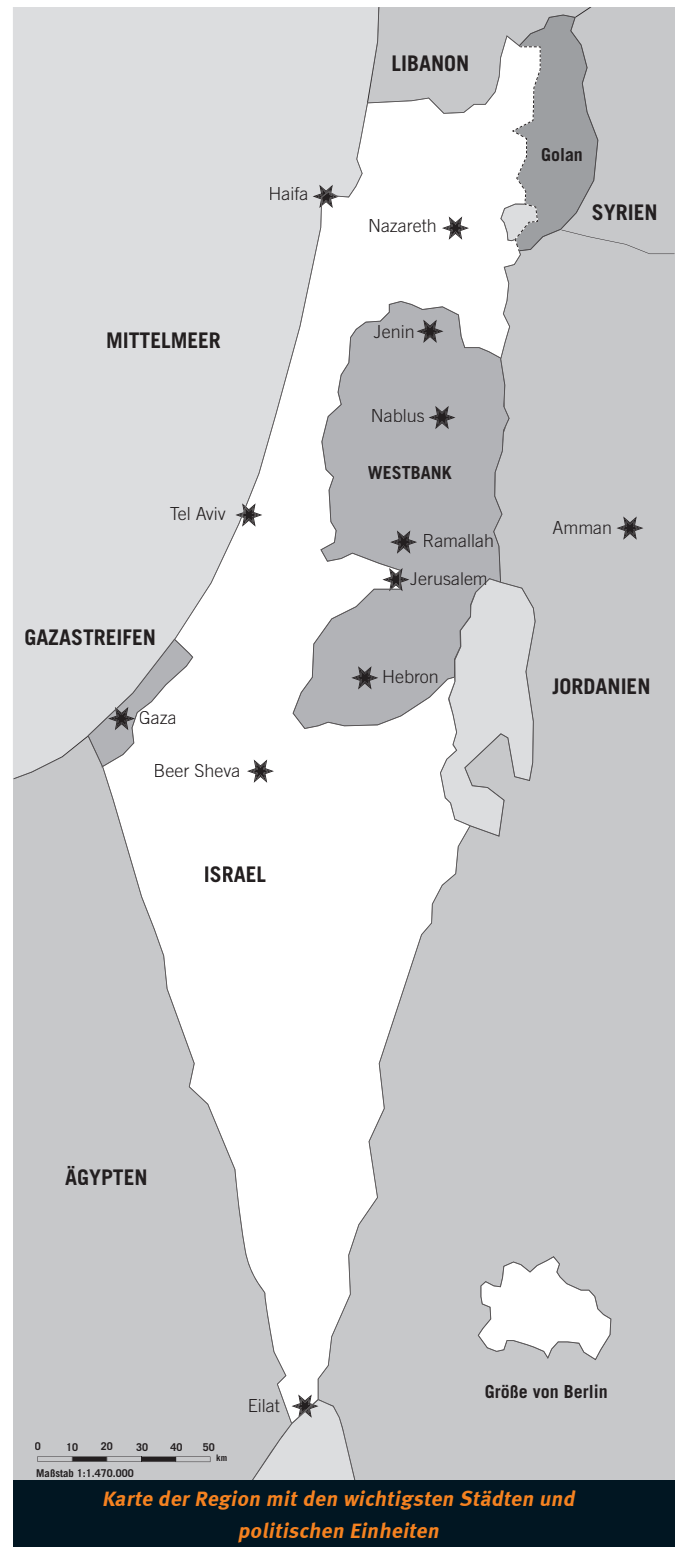 LIBANON
Golan
Haifa
SYRIEN
Nazareth
Jenin
MITTELMEER
Nablus
WESTBANK
Tel Aviv
Amman
Ramallah
Jerusalem
GAZASTREIFEN
Hebron
JORDANIEN
Gaza
Beer Sheva
ISRAEL
ÄGYPTEN
Größe von Berlin
Eilat
0 10 20 30 40 50
km
Maßstab 1:1.470.000
Karte der Region mit den wichtigsten Städten und
politischen Einheiten